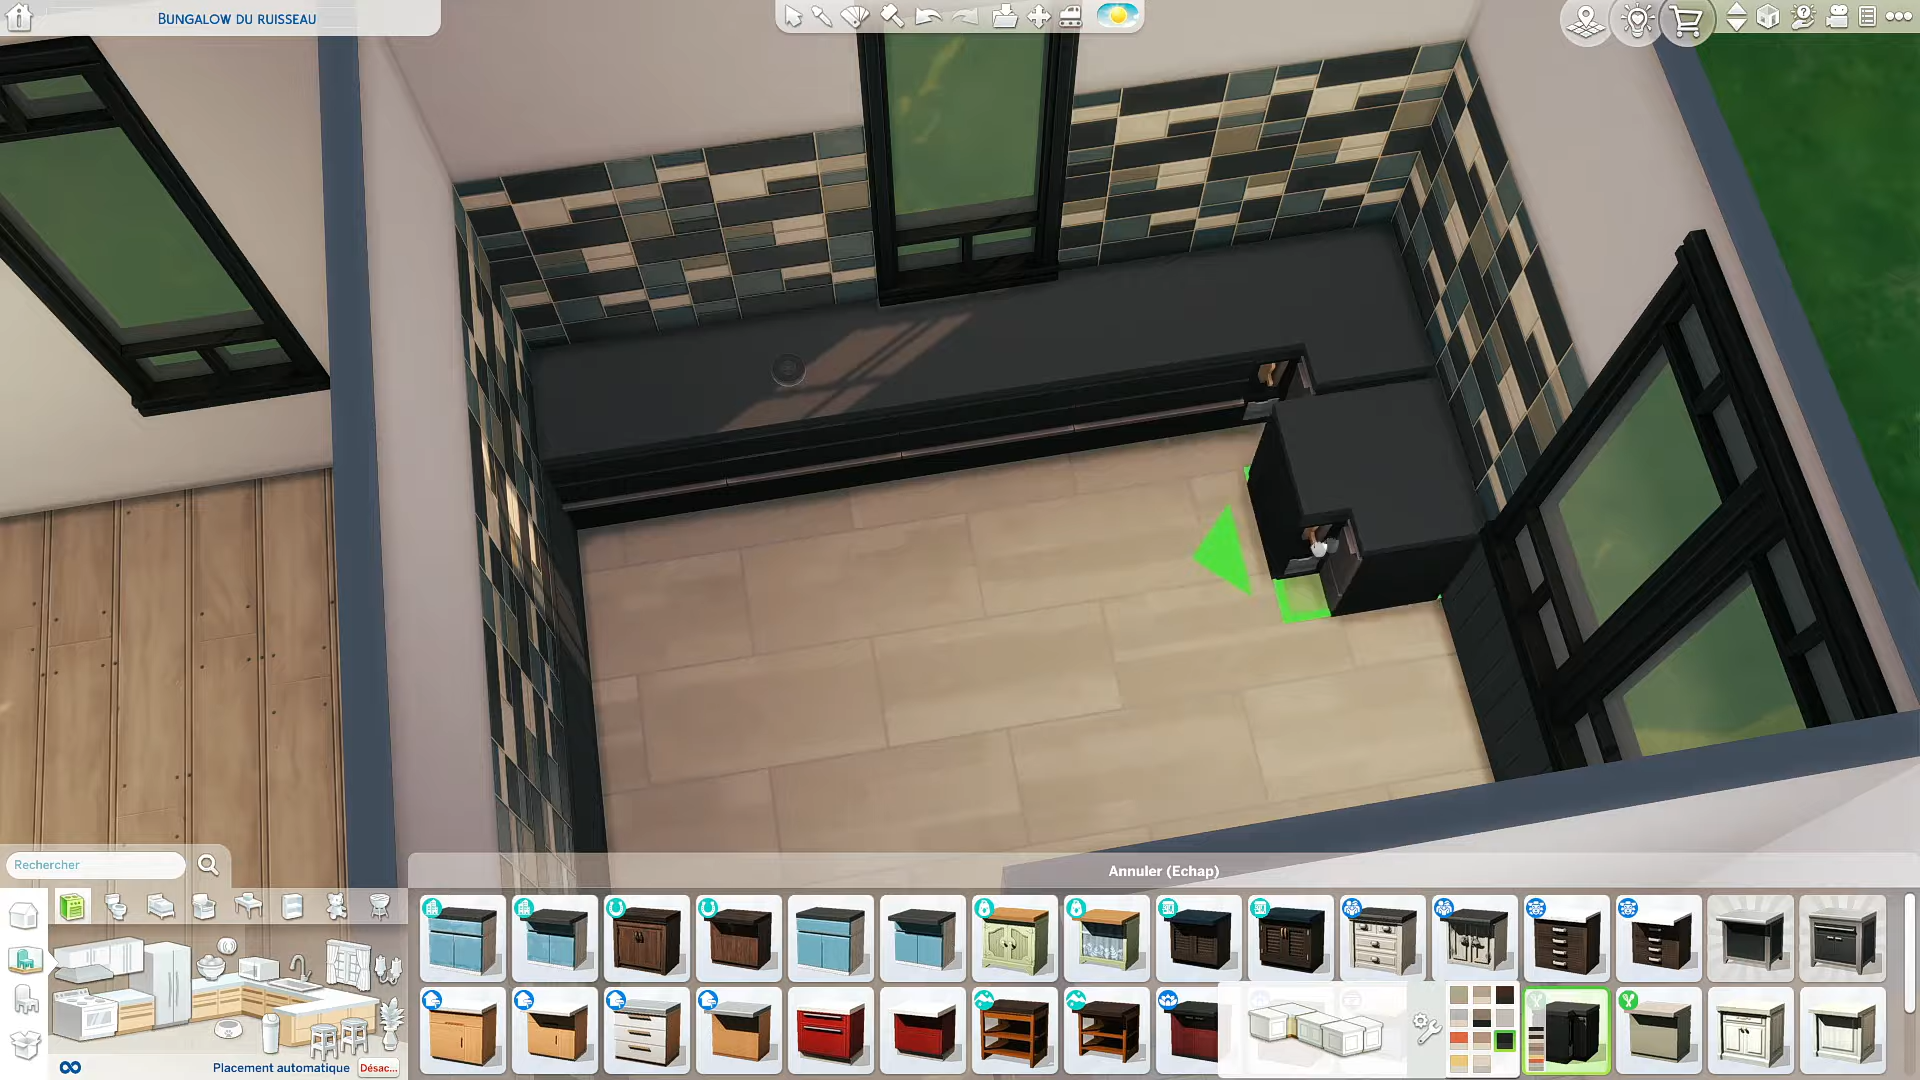 BUNGALOW DU RUISSEAU
Rechercher
Annuler (Echap)
Placement automatique
Désac...